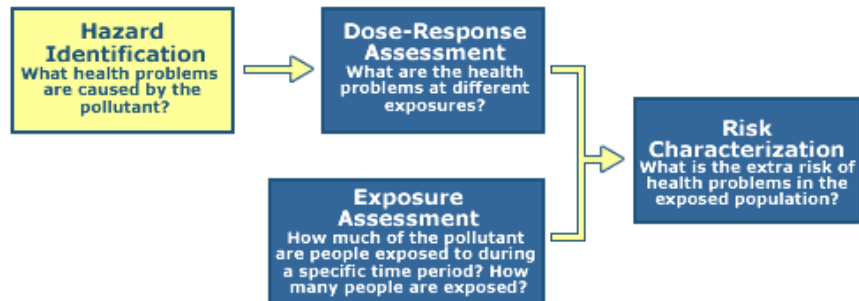 Hazard
Identification
What health problems
are caused by the
pollutant?
Dose-Response
Assessment
What are the health
problems at different
exposures?
Exposure
Assessment
How much of the pollutant
are people exposed to during
a specific time period? How
many people are exposed?
Risk
Characterization
What is the extra risk of
health problems in the
exposed population?